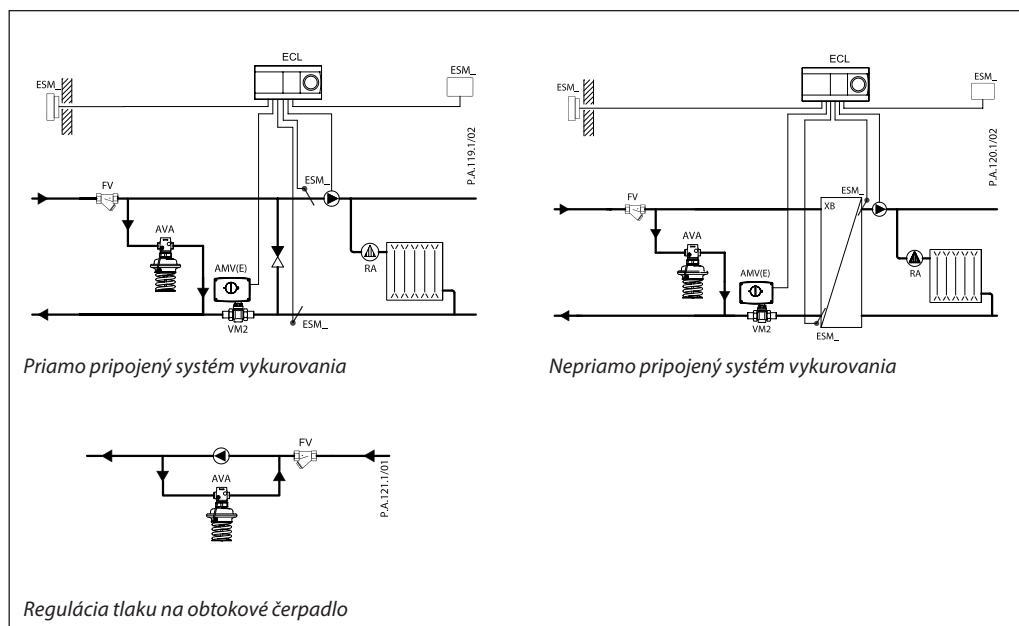 ECL
ESM_
ESM_
P.A.119.1/02
FV
ESM_
AVA
AMV(E)
RA
VM2
ESM_
Priamo pripojený systém vykurovania
ECL
ESM_
ESM_
P.A.120.1/02
FV
ESM_
XB
AVA
AMV(E)
RA
VM2
ESM_
Nepriamo pripojený systém vykurovania
FV
AVA
P.A.121.1/01
Regulácia tlaku na obtokové čerpadlo